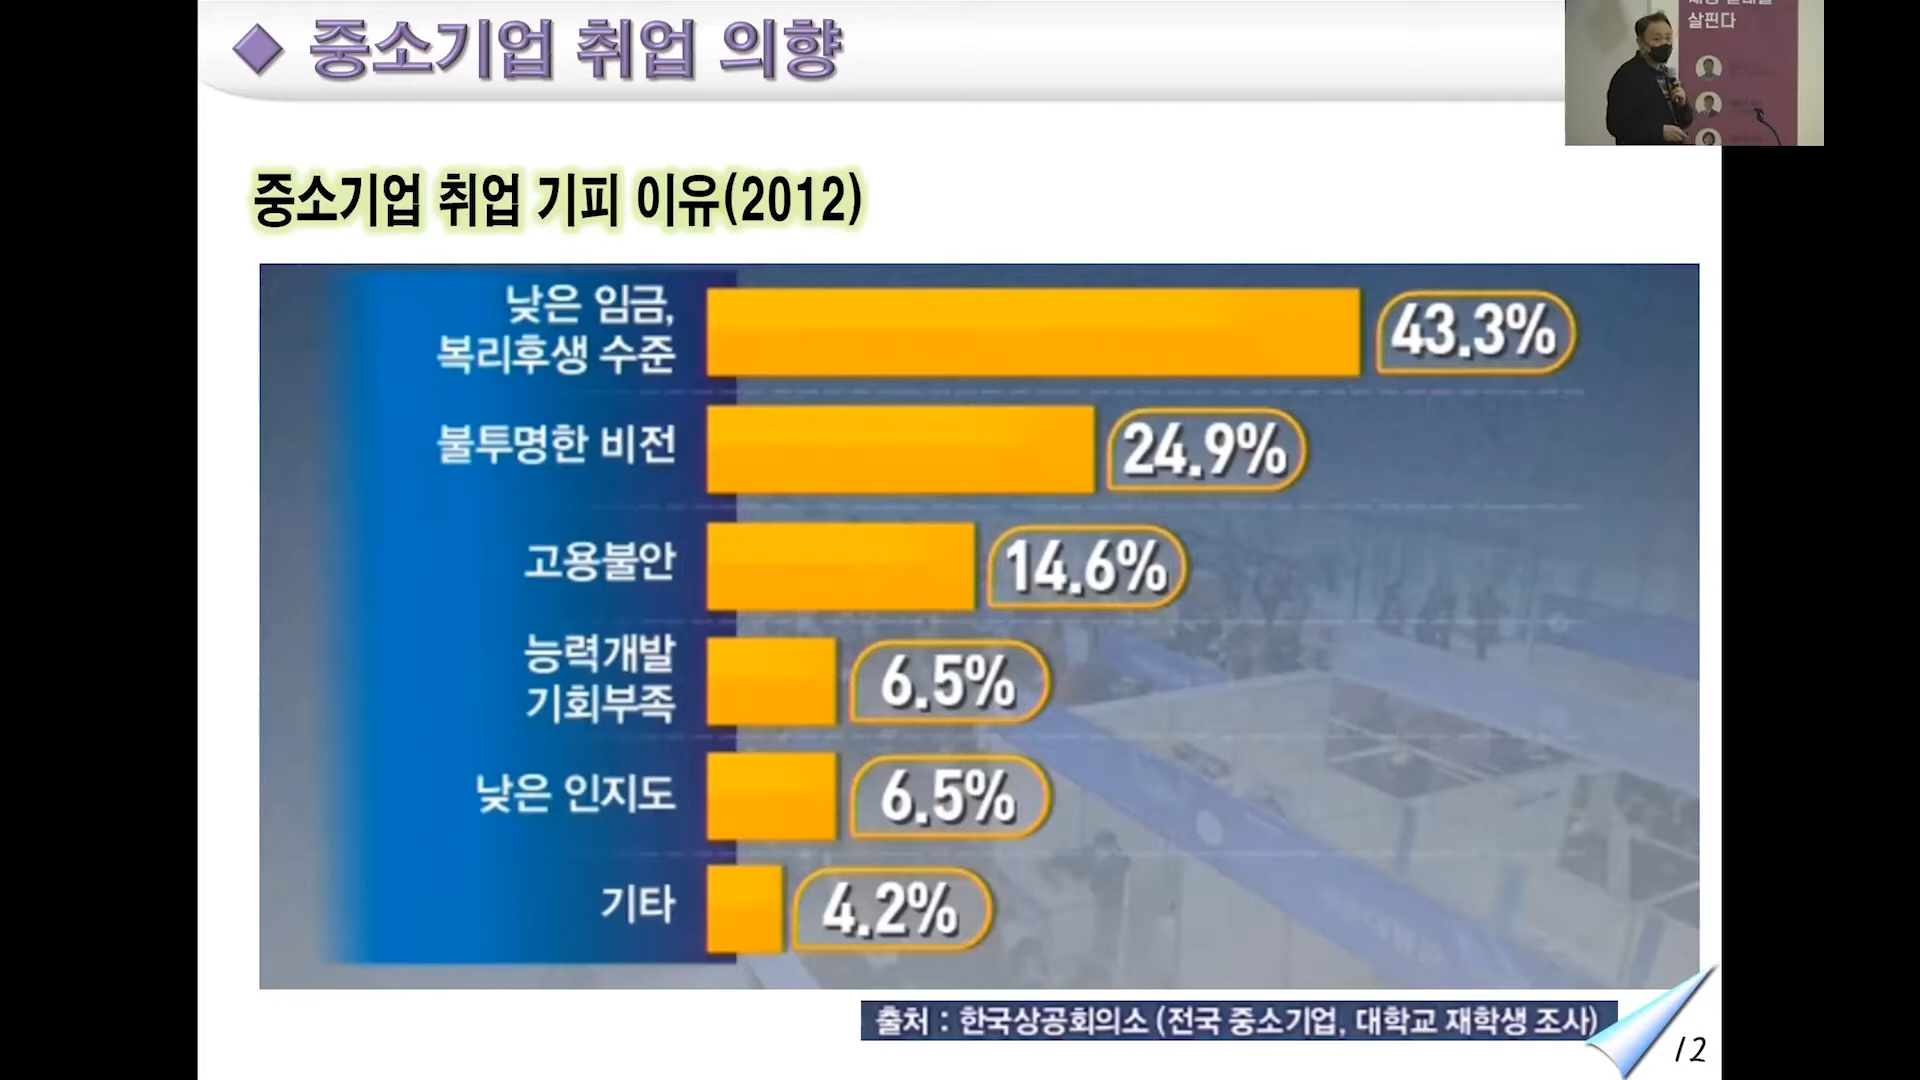 중소기업 취업 의향
살핀다
중소기업 취업 기피 이유(2012)
낮은 임금,
복리후생 수준
43.3%
불투명한 비전
24.9%
고용불안
14.6%
능력개발
기회부족
6.5%
낮은 인지도
6.5%
기타
4.2%
출처 : 한국상공회의소 (전국 중소기업, 대학교 재학생 조사)
12